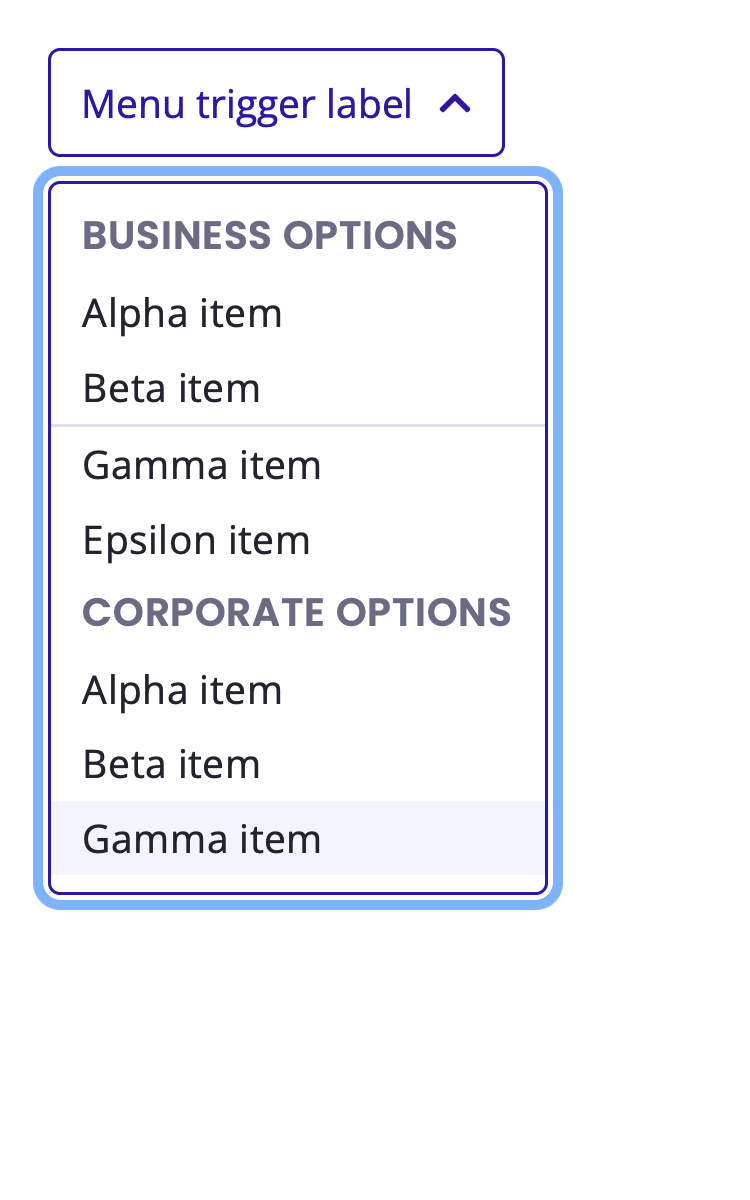 Menu trigger label
BUSINESS OPTIONS
Alpha item
Beta item
Gamma item
Epsilon item
CORPORATE OPTIONS
Alpha item
Beta item
Gamma item